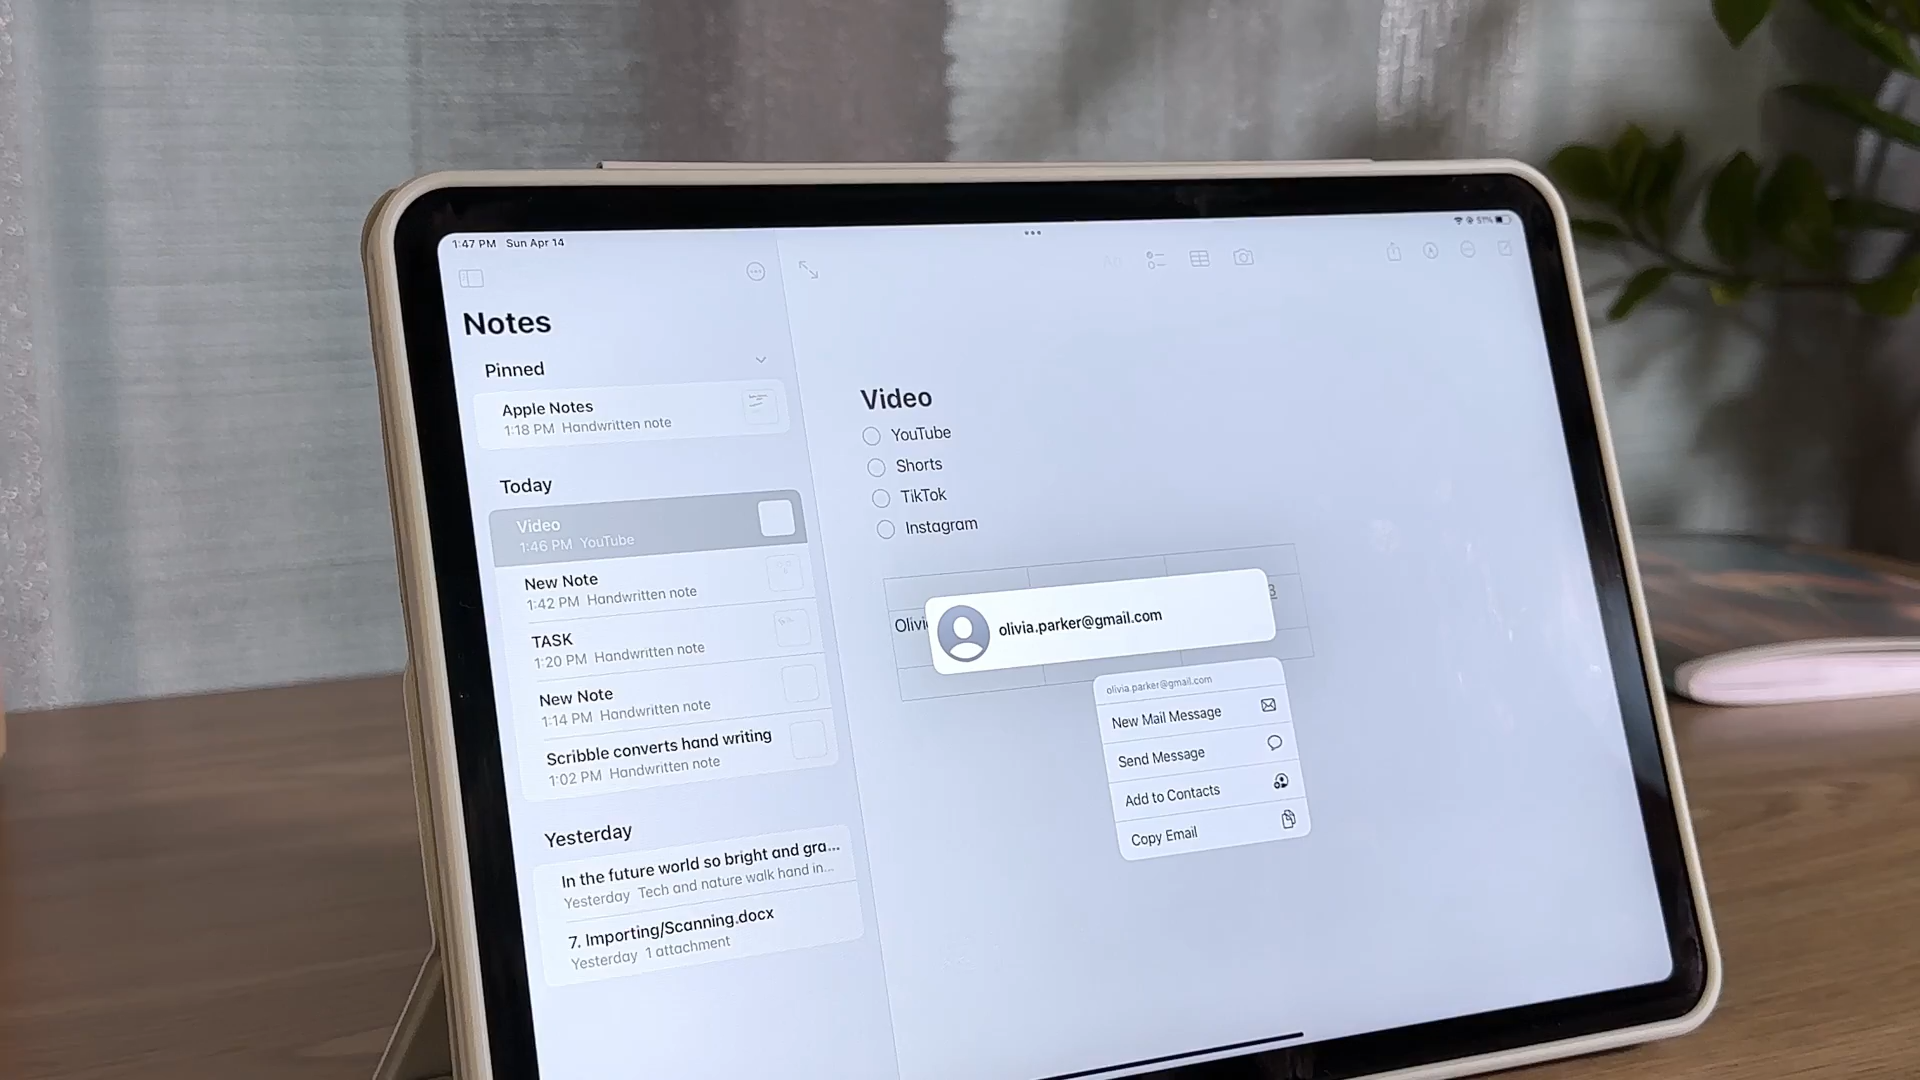 1:47 PM Sun Apr 14
51%
Notes
Pinned
Apple Notes
1:18 PM Handwritten note
Today
Video
1:46 PM YouTube
New Note
1:42 PM Handwritten note
TASK
1:20 PM Handwritten note
New Note
1:14 PM Handwritten note
Scribble converts hand writing
1:02 PM Handwritten note
Yesterday
In the future world so bright and gra...
Yesterday Tech and nature walk hand in...
7. Importing/Scanning.docx
Yesterday 1 attachment
Aa
Video
YouTube
Shorts
TikTok
Instagram
Olivi
olivia.parker@gmail.com
3
olivia.parker@gmail.com
New Mail Message
Send Message
Add to Contacts
Copy Email